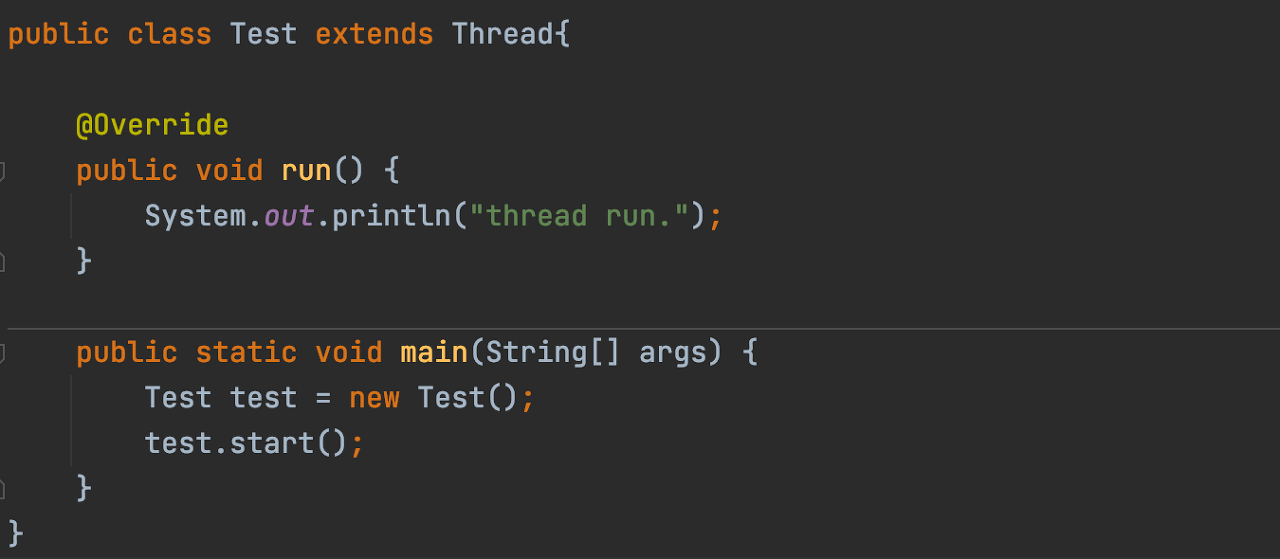 public class Test extends Thread{
@Override
public void run() {
System.out.println("thread run.");
}
public static void main(String[] args) {
Test test = new Test();
test.start();
}
}